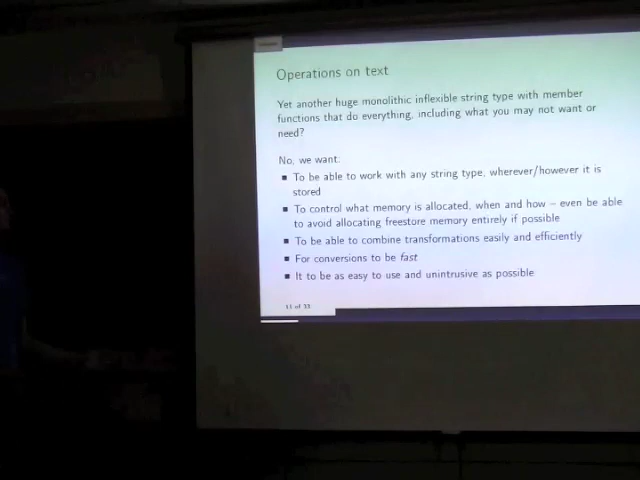 Operations on text
Yet another huge monolithic inflexible string type with member
functions that do everything, including what you may not want or
need?
No, we want:
■ To be able to work with any string type, wherever/however it is
stored
■ To control what memory is allocated, when and how – even be able
to avoid allocating freestore memory entirely if possible
■ To be able to combine transformations easily and efficiently
■ For conversions to be fast
■ It to be as easy to use and unintrusive as possible
11 of 33